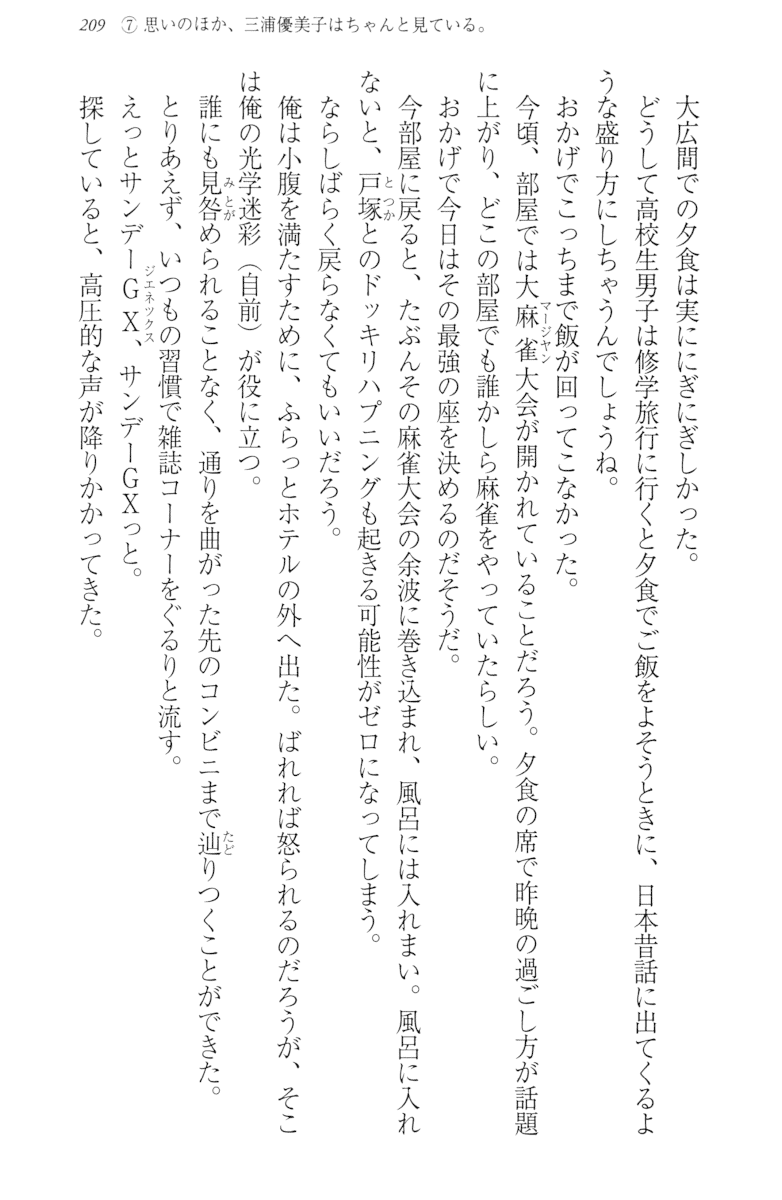 209 ⑦ 思いのほか、三浦優美子はちゃんと見ている。
大広間での夕食は実ににぎにぎしかった。
どうして高校生男子は修学旅行に行くと夕食でご飯をよそうときに、日本昔話に出てくるよ
うな盛り方にしちゃうんでしょうね。
おかげでこっちまで飯が回ってこなかった。
今頃、部屋では大麻雀大会が開かれていることだろう。夕食の席で昨晩の過ごし方が話題
マージヤン
に上がり、どこの部屋でも誰かしら麻雀をやっていたらしい。
おかげで今日はその最強の座を決めるのだそうだ。
今部屋に戻ると、たぶんその麻雀大会の余波に巻き込まれ、風呂には入れまい。風呂に入れ
ないと、戸塚とのドッキリハプニングも起きる可能性がゼロになってしまう。
とつか
ならしばらく戻らなくてもいいだろう。
俺は小腹を満たすために、ふらっとホテルの外へ出た。ばれれば怒られるのだろうが、そこ
は俺の光学迷彩（自前）が役に立つ。
誰にも見咎められることなく、通りを曲がった先のコンビニまで辿りつくことができた。
みとが
たど
とりあえず、いつもの習慣で雑誌コーナーをぐるりと流す。
えっとサンデーＧＸ、サンデーＧＸっと。
ジエネックス
探していると、高圧的な声が降りかかってきた。